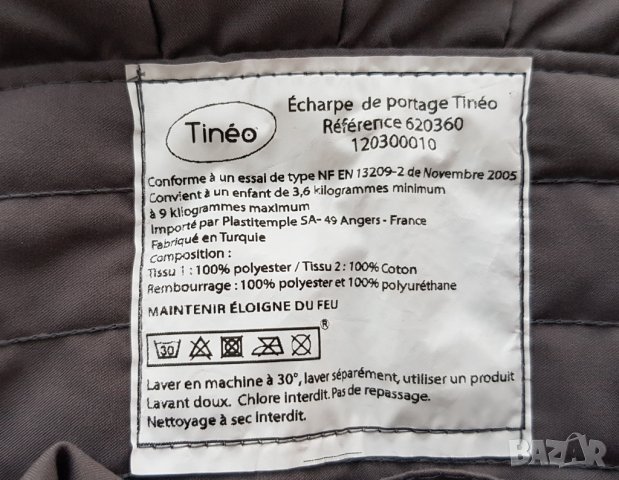 Tinéo
Écharpe de portage Tinéo
Référence 620360
120300010
Conforme à un essai de type NF EN 13209-2 de Novembre 2005
Convient à un enfant de 3,6 kilogrammes minimum
à 9 kilogrammes maximum
Importé par Plastitemple SA- 49 Angers - France
Fabriqué en Turquie
Composition :
Tissu 1 : 100% polyester / Tissu 2 : 100% Coton
Rembourrage : 100% polyester et 100% polyuréthane
MAINTENIR ÉLOIGNE DU FEU
30
®
Laver en machine à 30°, laver séparément, utiliser un produit
Lavant doux. Chlore interdit. Pas de repassage.
Nettoyage à sec interdit.
BAZAR